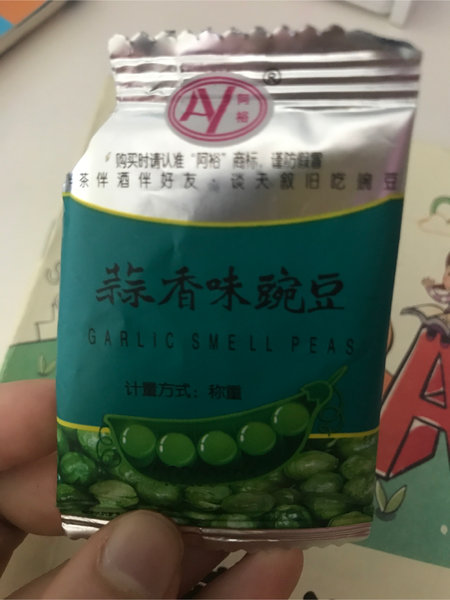 AY 阿裕 ®
购买时请认准“阿裕”商标，谨防假冒
伴茶伴酒伴好友，谈天叙旧吃豌豆
蒜香味豌豆
GARLiC SMELL PEAS
计量方式：称重
A